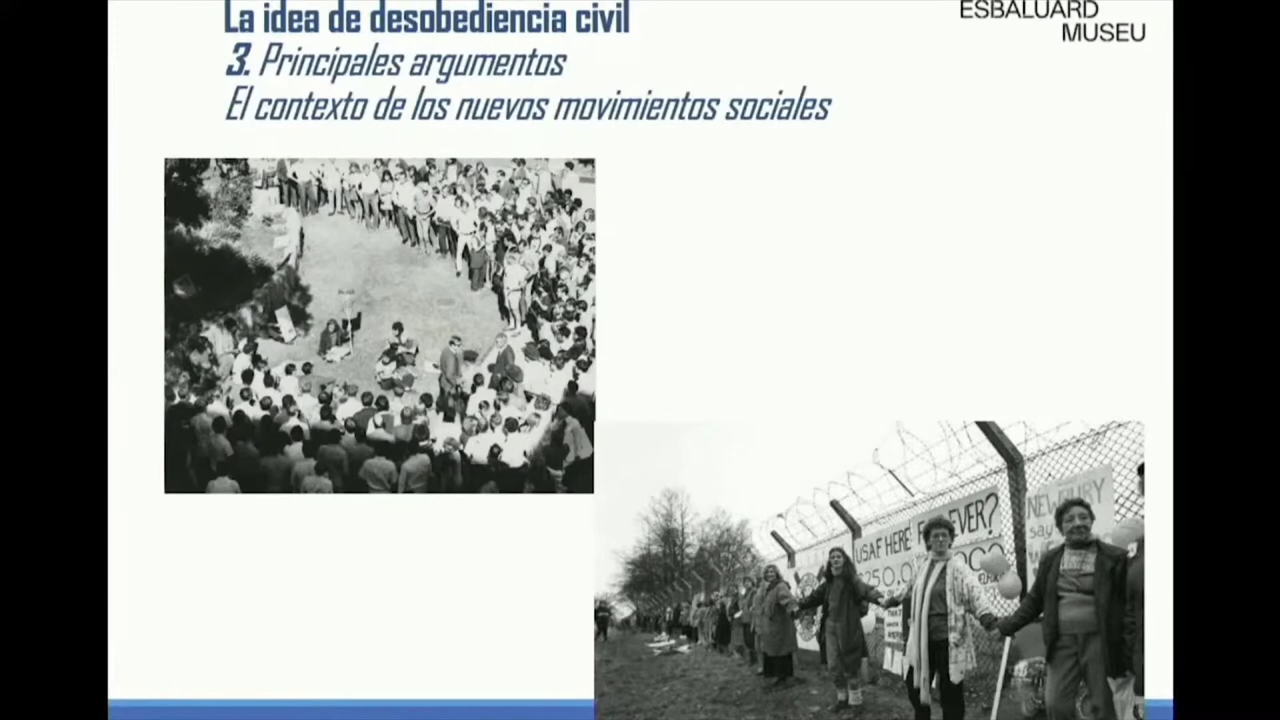 La idea de desobediencia civil
3. Principales argumentos
El contexto de los nuevos movimientos sociales
ESBALUARD
MUSEU
USAF HERE FOREVER?
NEWBURY
say